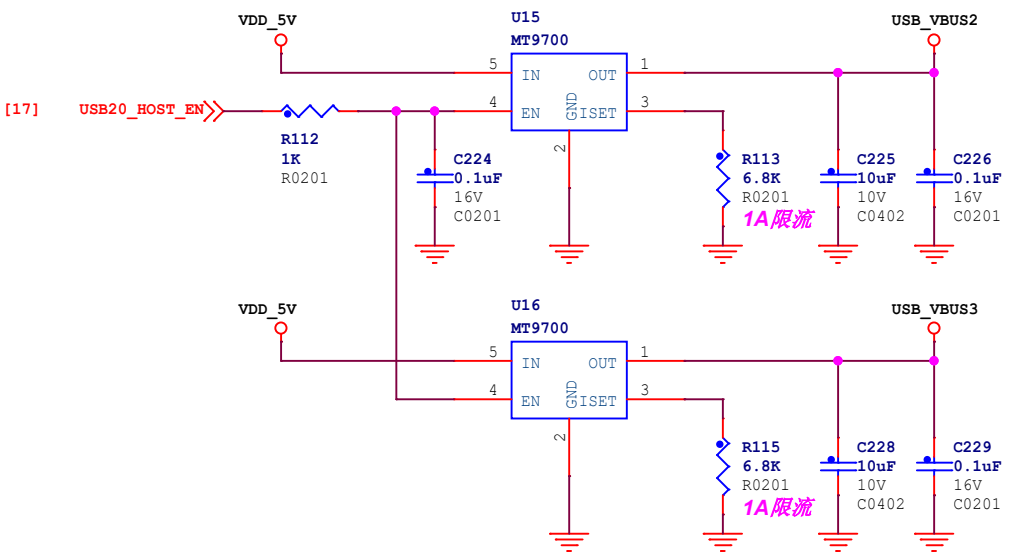 VDD_5V
U15
MT9700
USB_VBUS2
5
IN
OUT
1
[17]
USB20_HOST_EN
4
EN
GND
ISET
3
R112
1K
R0201
2
C224
0.1uF
16V
C0201
R113
6.8K
R0201
1A限流
C225
10uF
10V
C0402
C226
0.1uF
16V
C0201
VDD_5V
U16
MT9700
USB_VBUS3
5
IN
OUT
1
4
EN
GND
ISET
3
2
R115
6.8K
R0201
1A限流
C228
10uF
10V
C0402
C229
0.1uF
16V
C0201